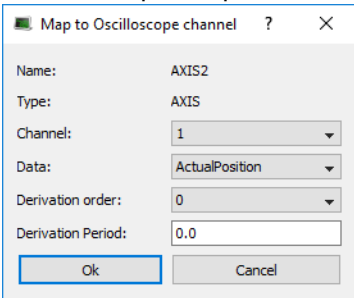 Map to Oscilloscope channel ?
Name: AXIS2
Type: AXIS
Channel: 1
Data: ActualPosition
Derivation order: 0
Derivation Period: 0.0
Ok Cancel